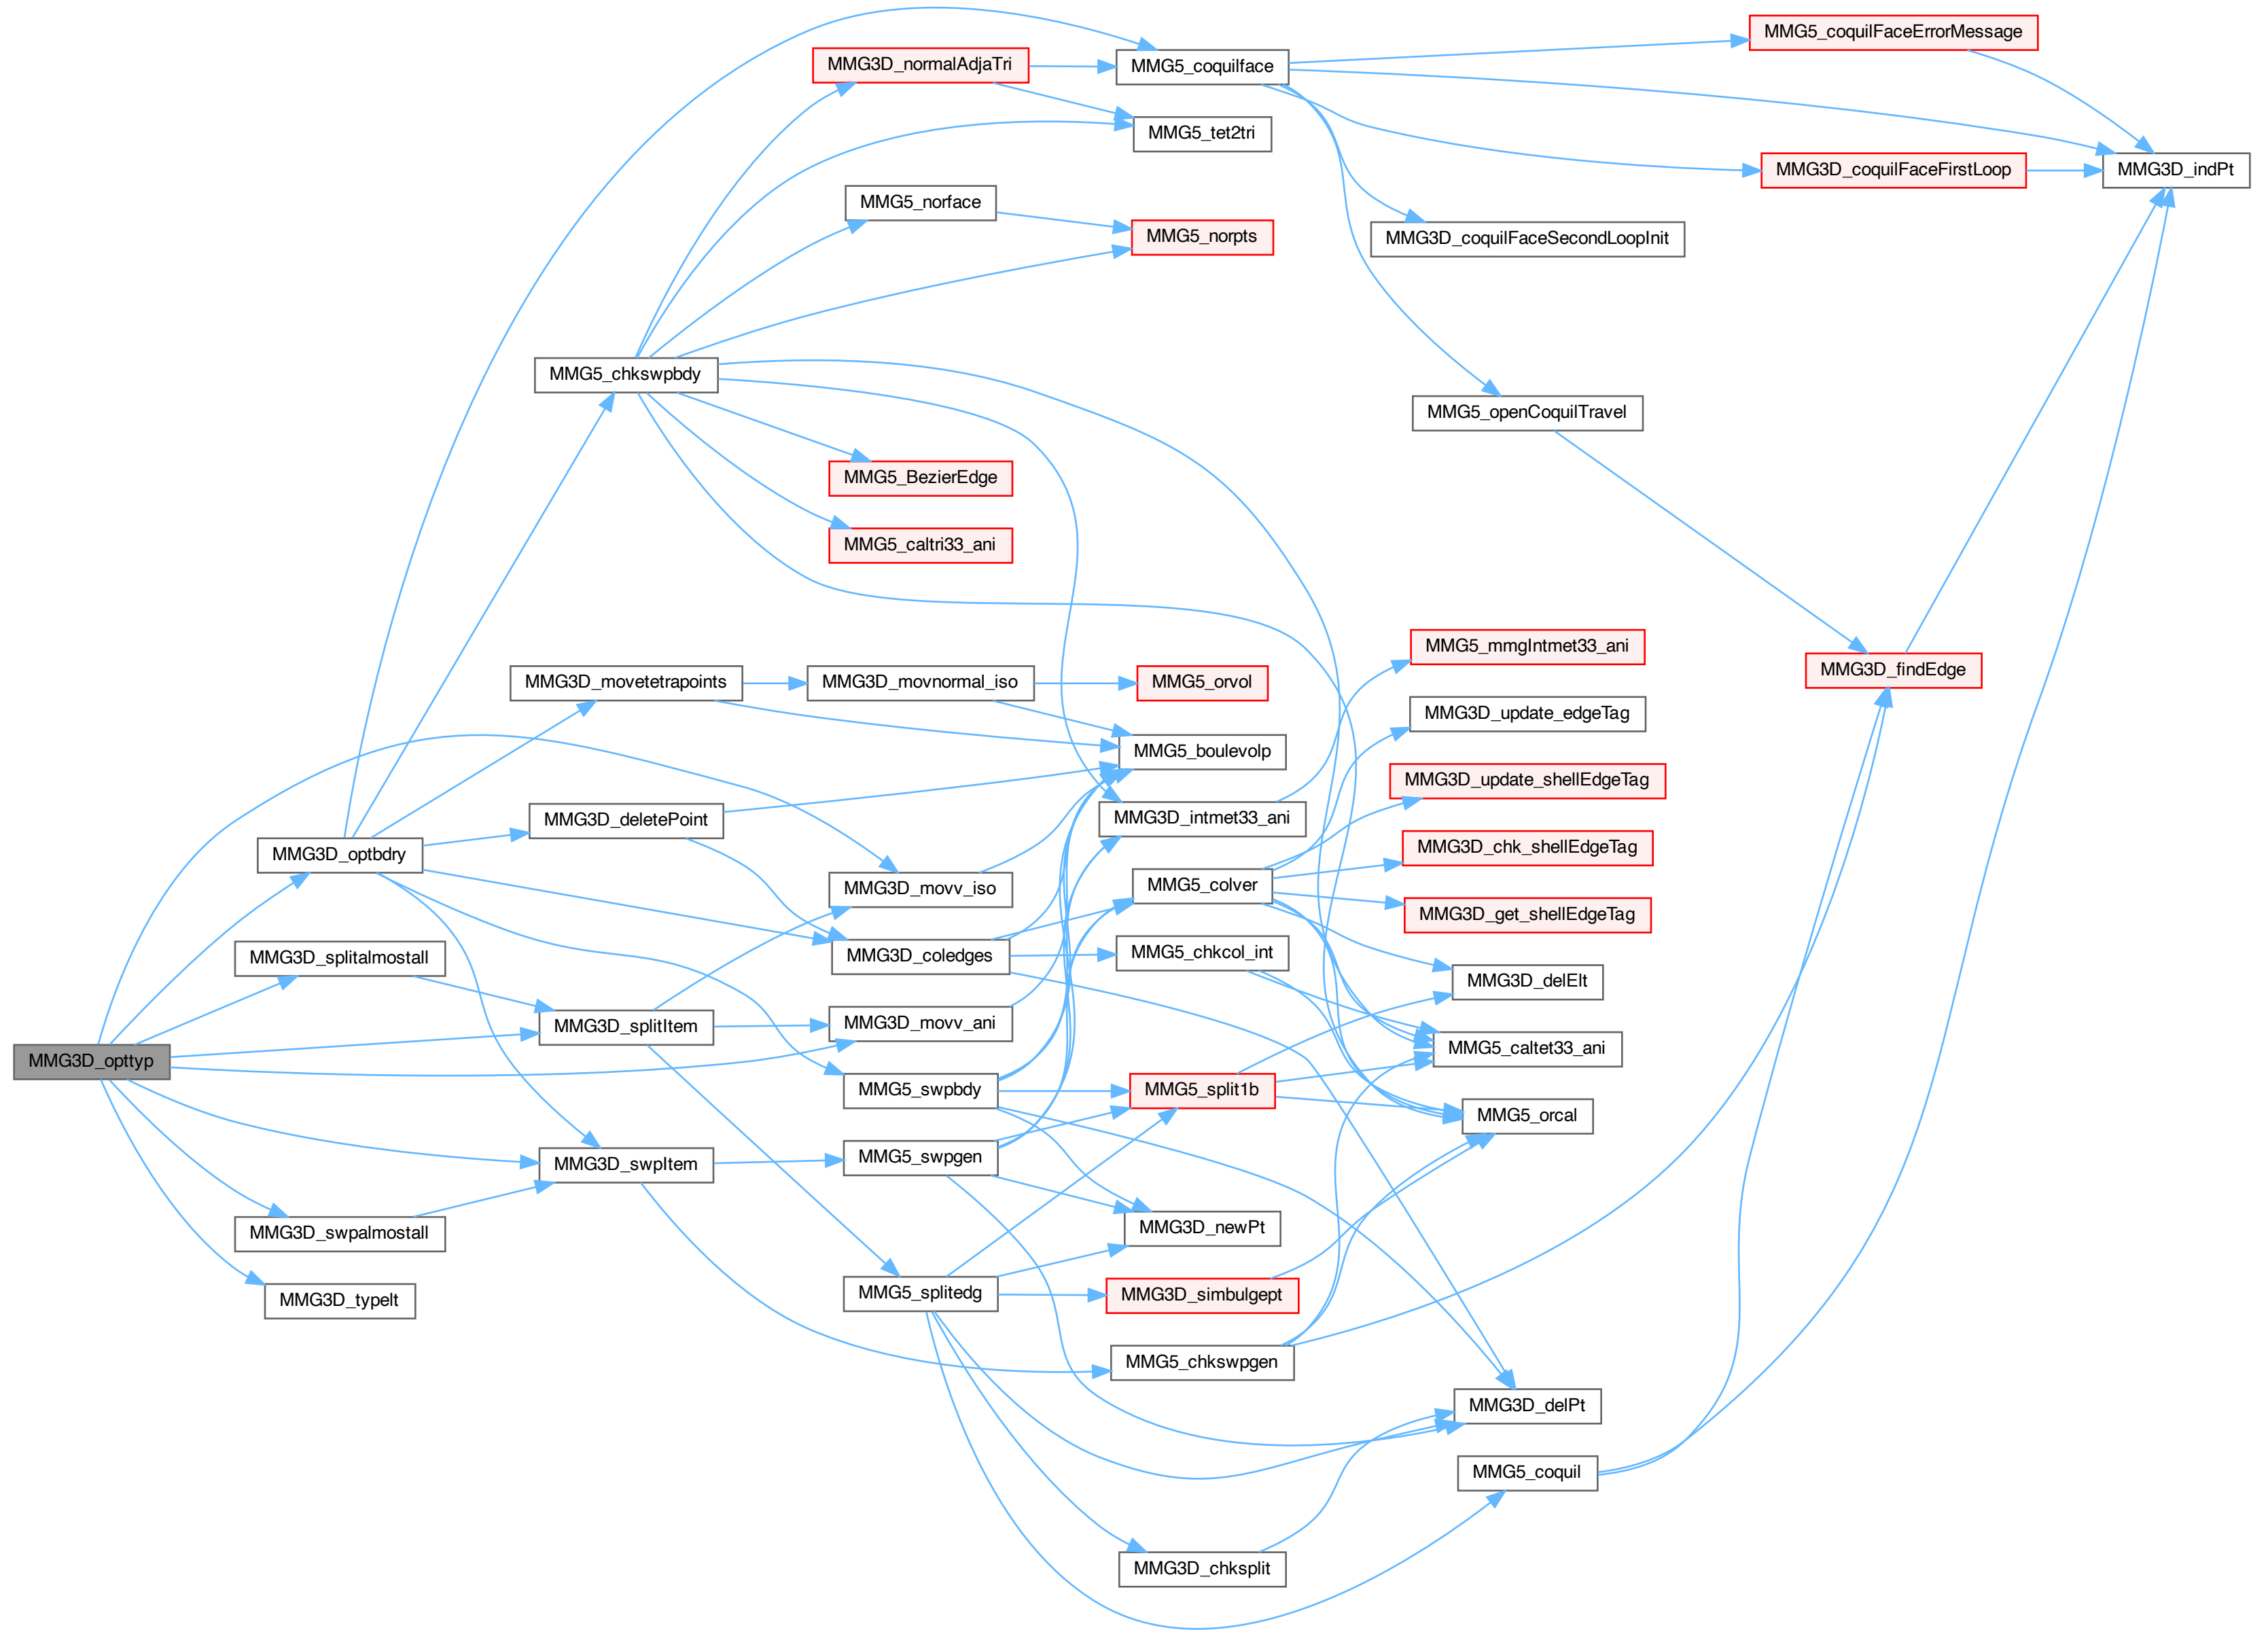 MMG5_coquilFaceErrorMessage
MMG3D_normalAdjaTri
MMG5_coquilface
MMG5_tet2tri
MMG3D_coquilFaceFirstLoop
MMG3D_indPt
MMG5_norface
MMG5_norpts
MMG3D_coquilFaceSecondLoopInit
MMG5_chkswpbdy
MMG5_openCoquilTravel
MMG5_BezierEdge
MMG5_caltri33_ani
MMG5_mmgIntmet33_ani
MMG3D_findEdge
MMG3D_movetetrapoints
MMG3D_movnormal_iso
MMG5_orvol
MMG3D_update_edgeTag
MMG5_boulevolp
MMG3D_update_shellEdgeTag
MMG3D_deletePoint
MMG3D_intmet33_ani
MMG3D_optbdry
MMG3D_chk_shellEdgeTag
MMG3D_movv_iso
MMG5_colver
MMG3D_get_shellEdgeTag
MMG3D_splitalmostall
MMG3D_coledges
MMG5_chkcol_int
MMG3D_delElt
MMG3D_splitItem
MMG3D_movv_ani
MMG5_caltet33_ani
MMG3D_opttyp
MMG5_swpbdy
MMG5_split1b
MMG5_orcal
MMG3D_swpItem
MMG5_swpgen
MMG3D_swpalmostall
MMG3D_newPt
MMG3D_typelt
MMG5_splitedg
MMG3D_simbulgept
MMG5_chkswpgen
MMG3D_delPt
MMG5_coquil
MMG3D_chksplit